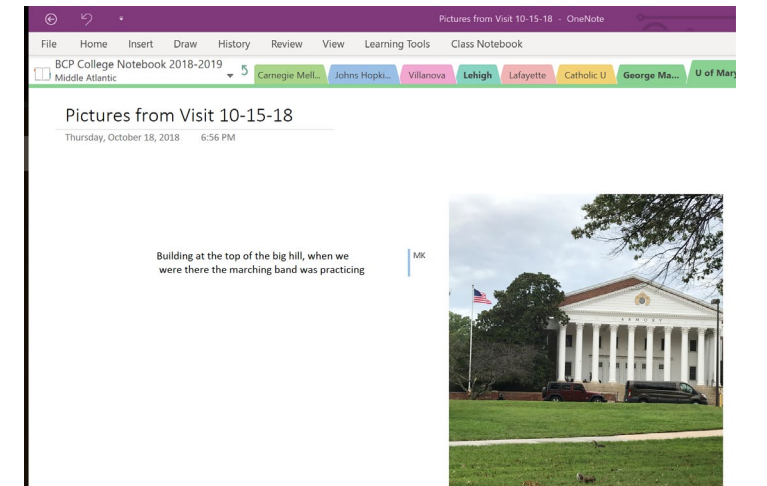 Pictures from Visit 10-15-18 - OneNote
File Home Insert Draw History Review View Learning Tools Class Notebook
BCP College Notebook 2018-2019
Middle Atlantic
Carnegie Mell... Johns Hopki... Villanova Lehigh Lafayette Catholic U George Ma... U of Mary
Pictures from Visit 10-15-18
Thursday, October 18, 2018 6:56 PM
Building at the top of the big hill, when we
were there the marching band was practicing
MK
ARMORY